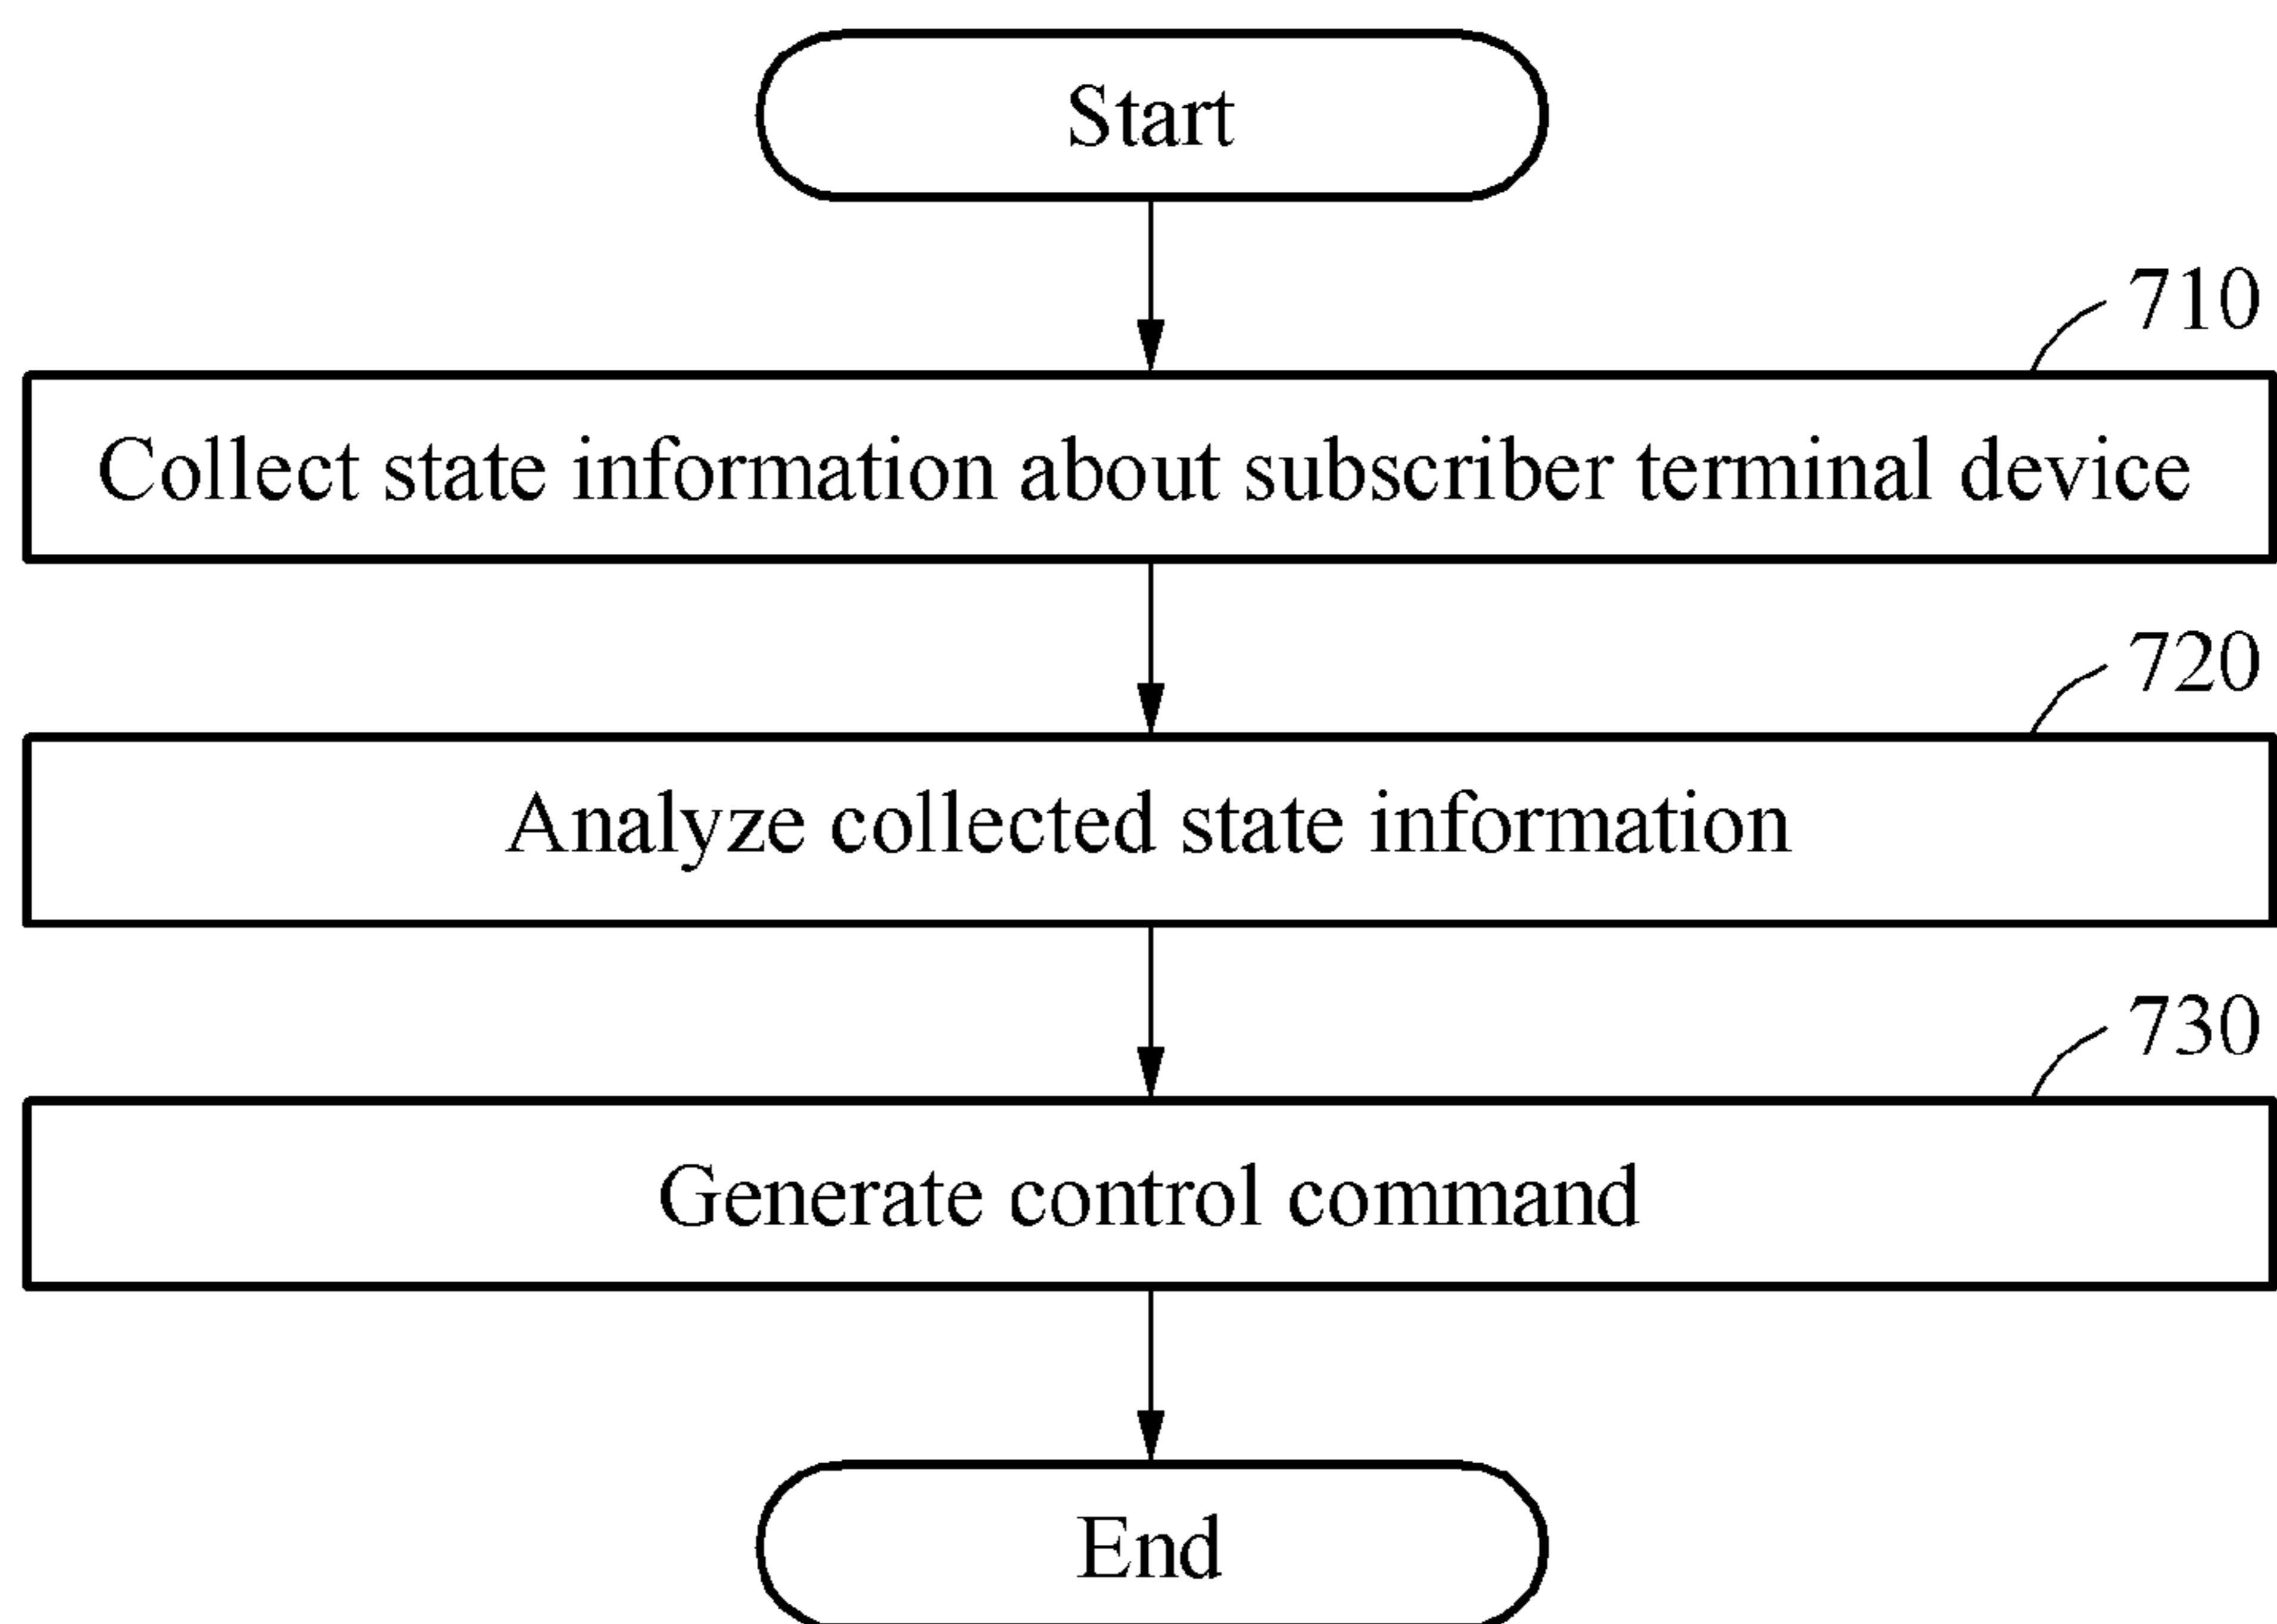 Start
710
Collect state information about subscriber terminal device
720
Analyze collected state information
730
Generate control command
End